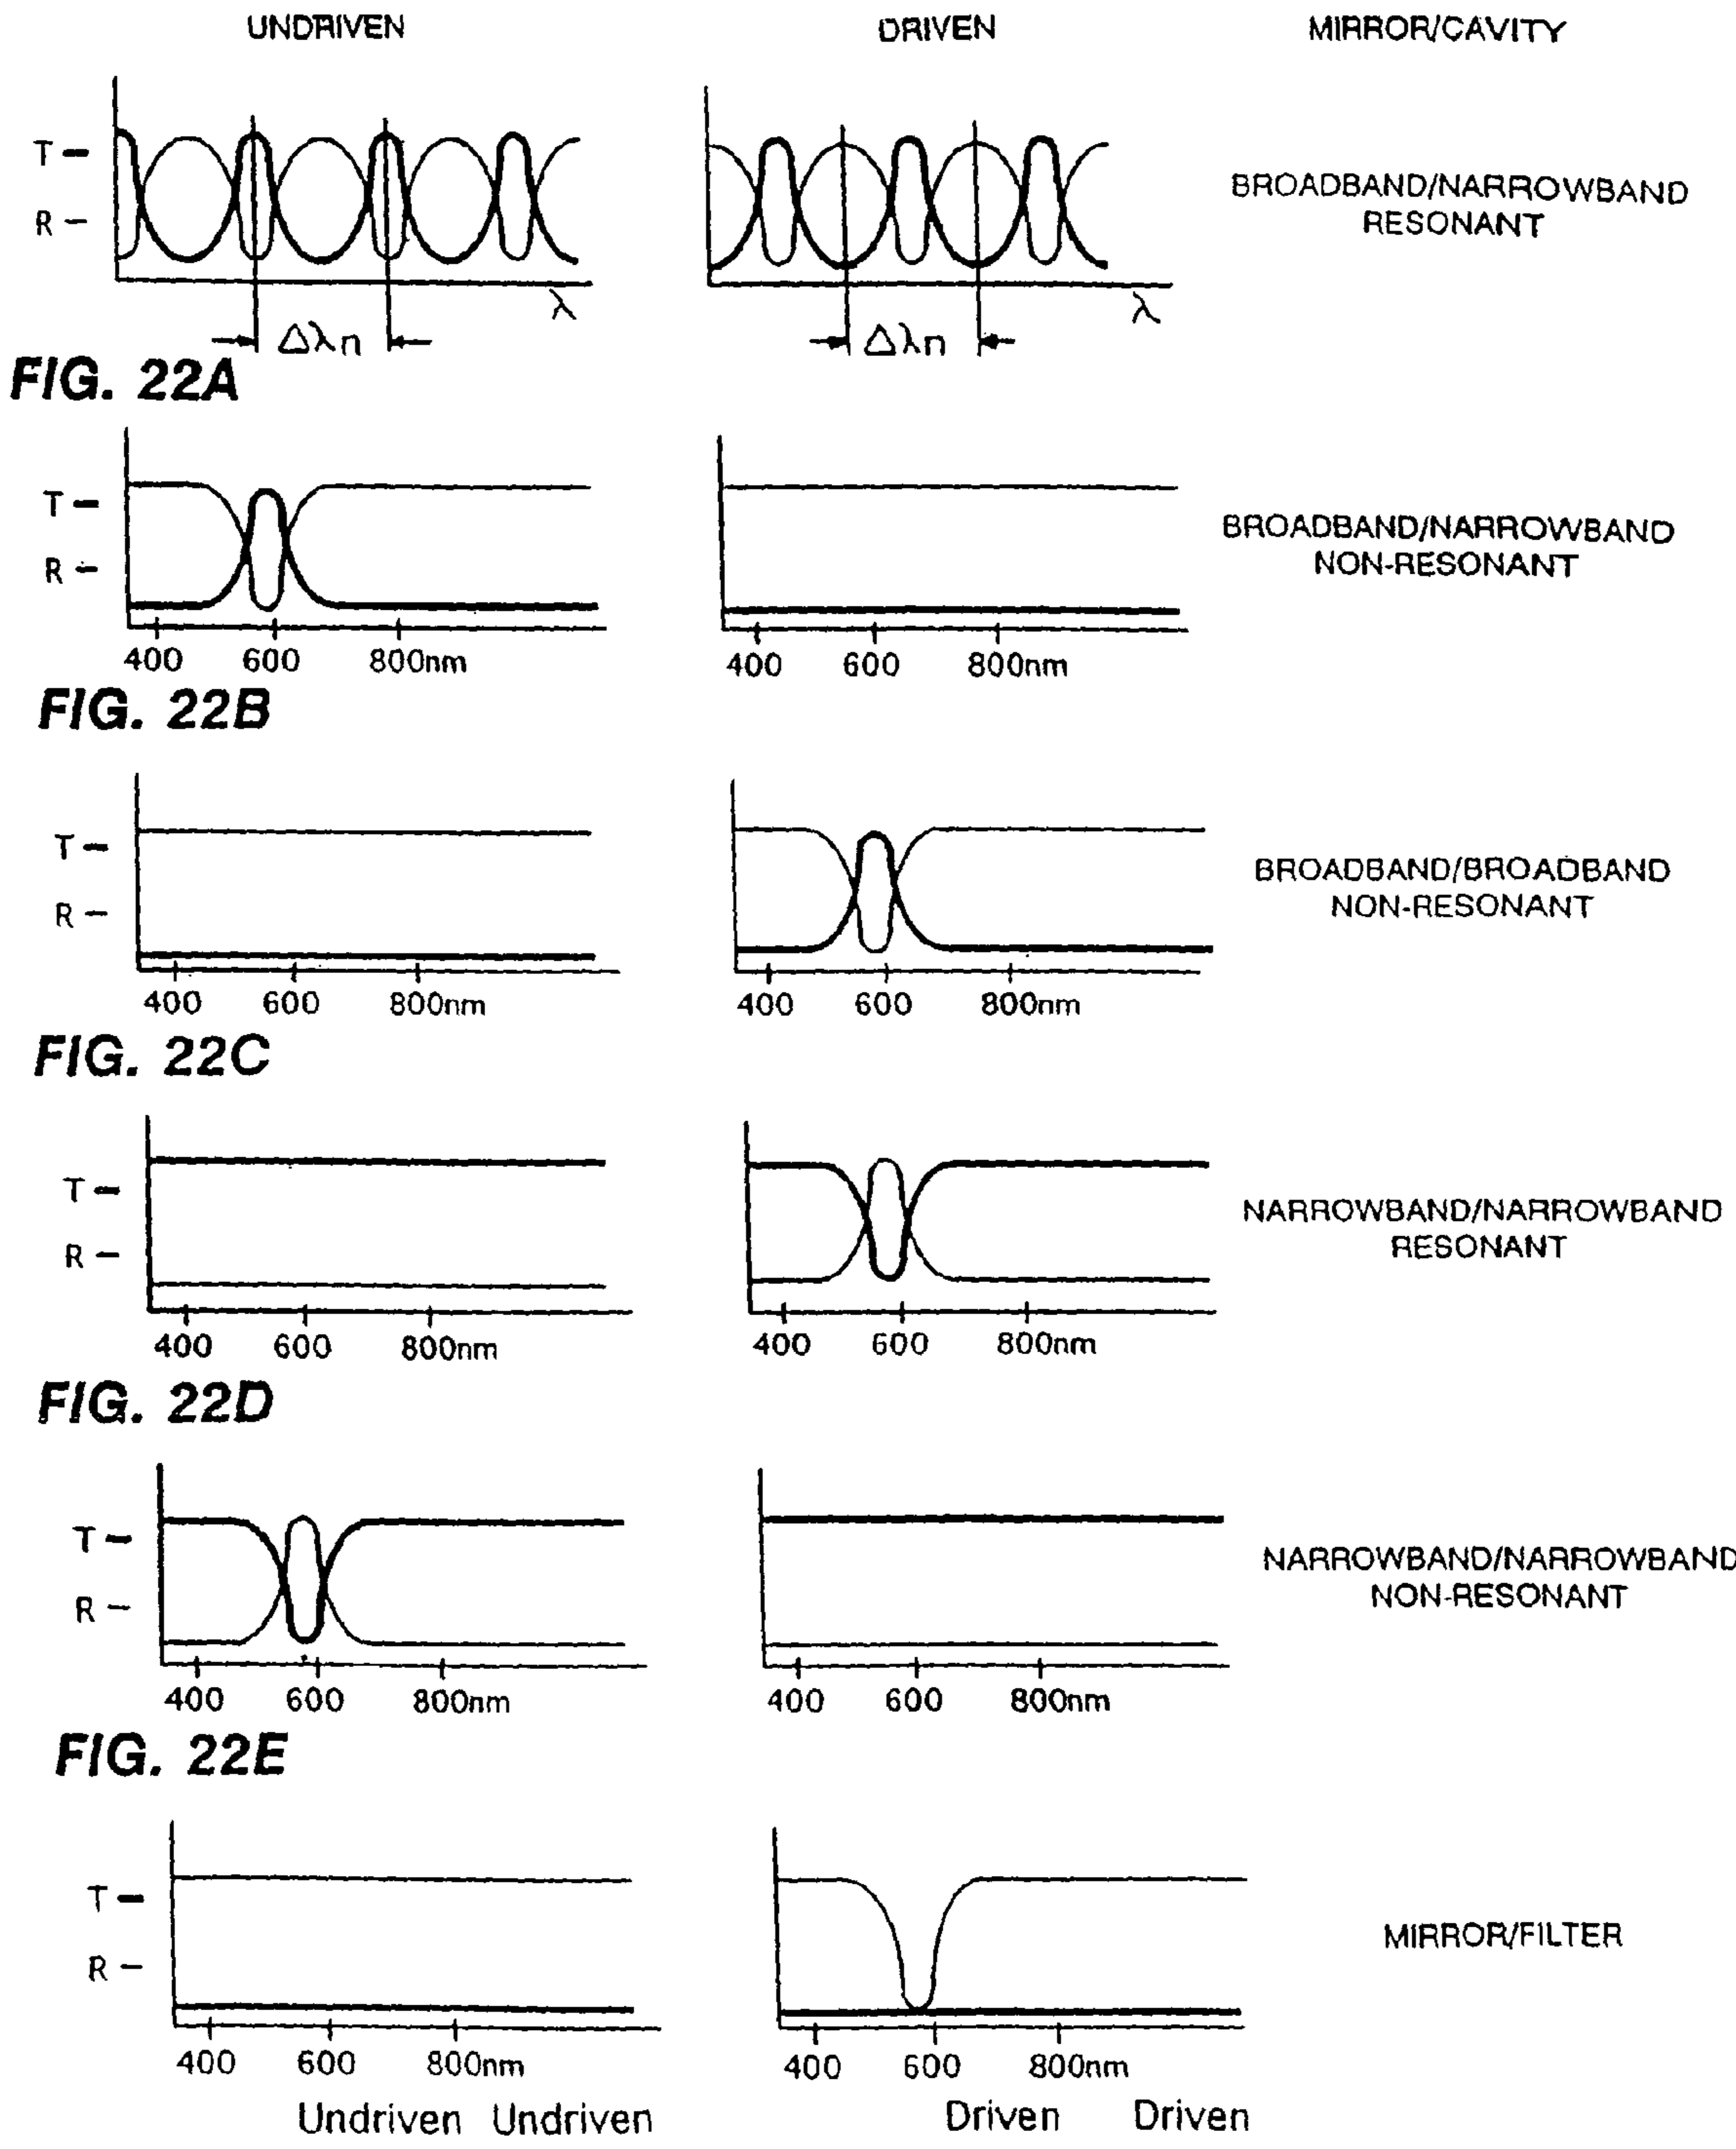 UNDRIVEN DRIVEN MIRROR/CAVITY
T
R
λ
Δλn
λ
Δλn
BROADBAND/NARROWBAND
RESONANT
FIG. 22A
T
R
400 600 800nm
400 600 800nm
BROADBAND/NARROWBAND
NON-RESONANT
FIG. 22B
T
R
400 600 800nm
400 600 800nm
BROADBAND/BROADBAND
NON-RESONANT
FIG. 22C
T
R
400 600 800nm
400 600 800nm
NARROWBAND/NARROWBAND
RESONANT
FIG. 22D
T
R
400 600 800nm
400 600 800nm
NARROWBAND/NARROWBAND
NON-RESONANT
FIG. 22E
T
R
400 600 800nm
400 600 800nm
MIRROR/FILTER
Undriven Undriven Driven Driven